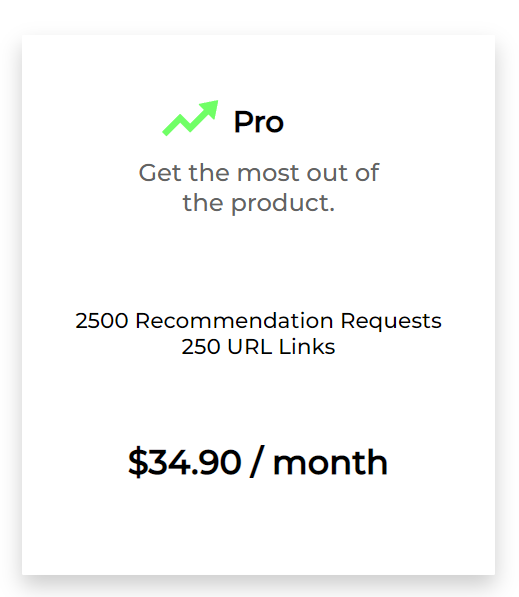 Pro
Get the most out of
the product.
2500 Recommendation Requests
250 URL Links
$34.90 / month